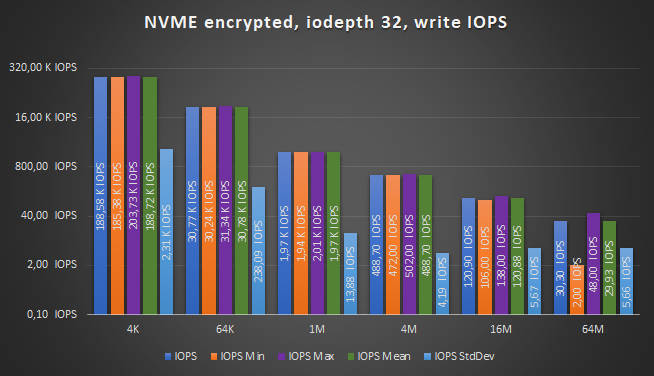 NVME encrypted, iodepth 32, write IOPS
320,00 K IOPS
16,00 K IOPS
800,00 IOPS
40,00 IOPS
2,00 IOPS
0,10 IOPS
188,58 K IOPS
185,38 K IOPS
203,73 K IOPS
188,72 K IOPS
2,31 K IOPS
30,77 K IOPS
30,24 K IOPS
31,34 K IOPS
30,78 K IOPS
238,09 IOPS
1,97 K IOPS
1,94 K IOPS
2,01 K IOPS
1,97 K IOPS
13,88 IOPS
488,70 IOPS
472,00 IOPS
502,00 IOPS
488,70 IOPS
4,19 IOPS
120,90 IOPS
106,00 IOPS
138,00 IOPS
120,88 IOPS
5,67 IOPS
30,30 IOPS
2,00 IOPS
48,00 IOPS
29,93 IOPS
5,66 IOPS
4K 64K 1M 4M 16M 64M
IOPS IOPS Min IOPS Max IOPS Mean IOPS StdDev